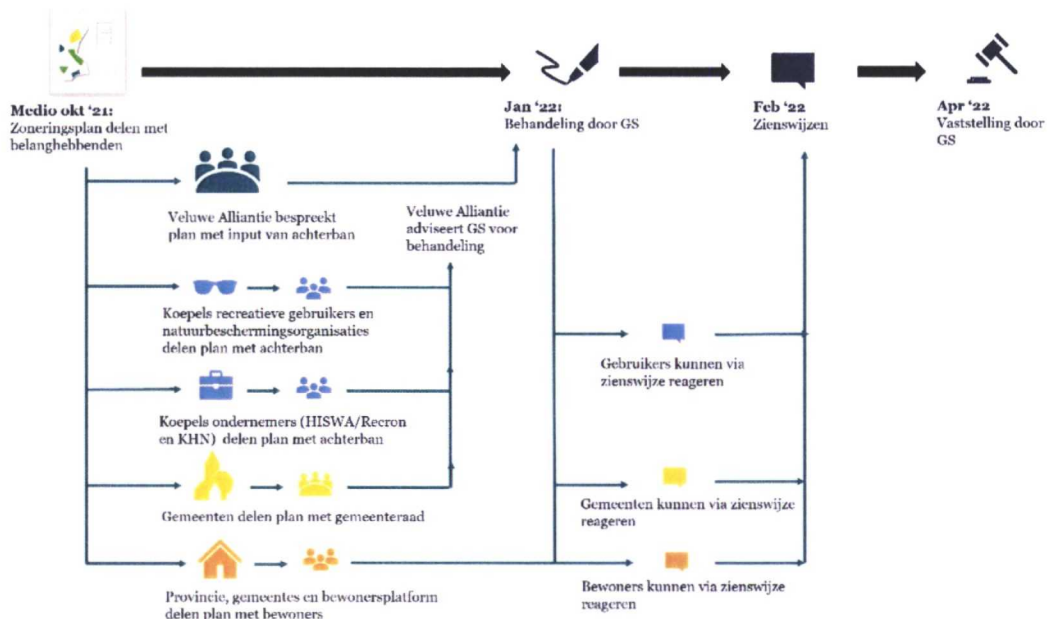 Medio okt ‘21:
Zoneringsplan delen met
belanghebbenden
Jan ‘22:
Behandeling door GS
Feb ‘22
Zienswijzen
Apr ‘22
Vaststelling door
GS
Veluwe Alliantie bespreekt
plan met input van achterban
Veluwe Alliantie
adviseert GS voor
behandeling
Koepels recreatieve gebruikers en
natuurbeschermingsorganisaties
delen plan met achterban
Koepels ondernemers (HISWA/Recron
en KHN) delen plan met achterban
Gemeenten delen plan met gemeenteraad
Provincie, gemeentes en bewonersplatform
delen plan met bewoners
Gebruikers kunnen via
zienswijze reageren
Gemeenten kunnen via zienswijze
reageren
Bewoners kunnen via zienswijze
reageren